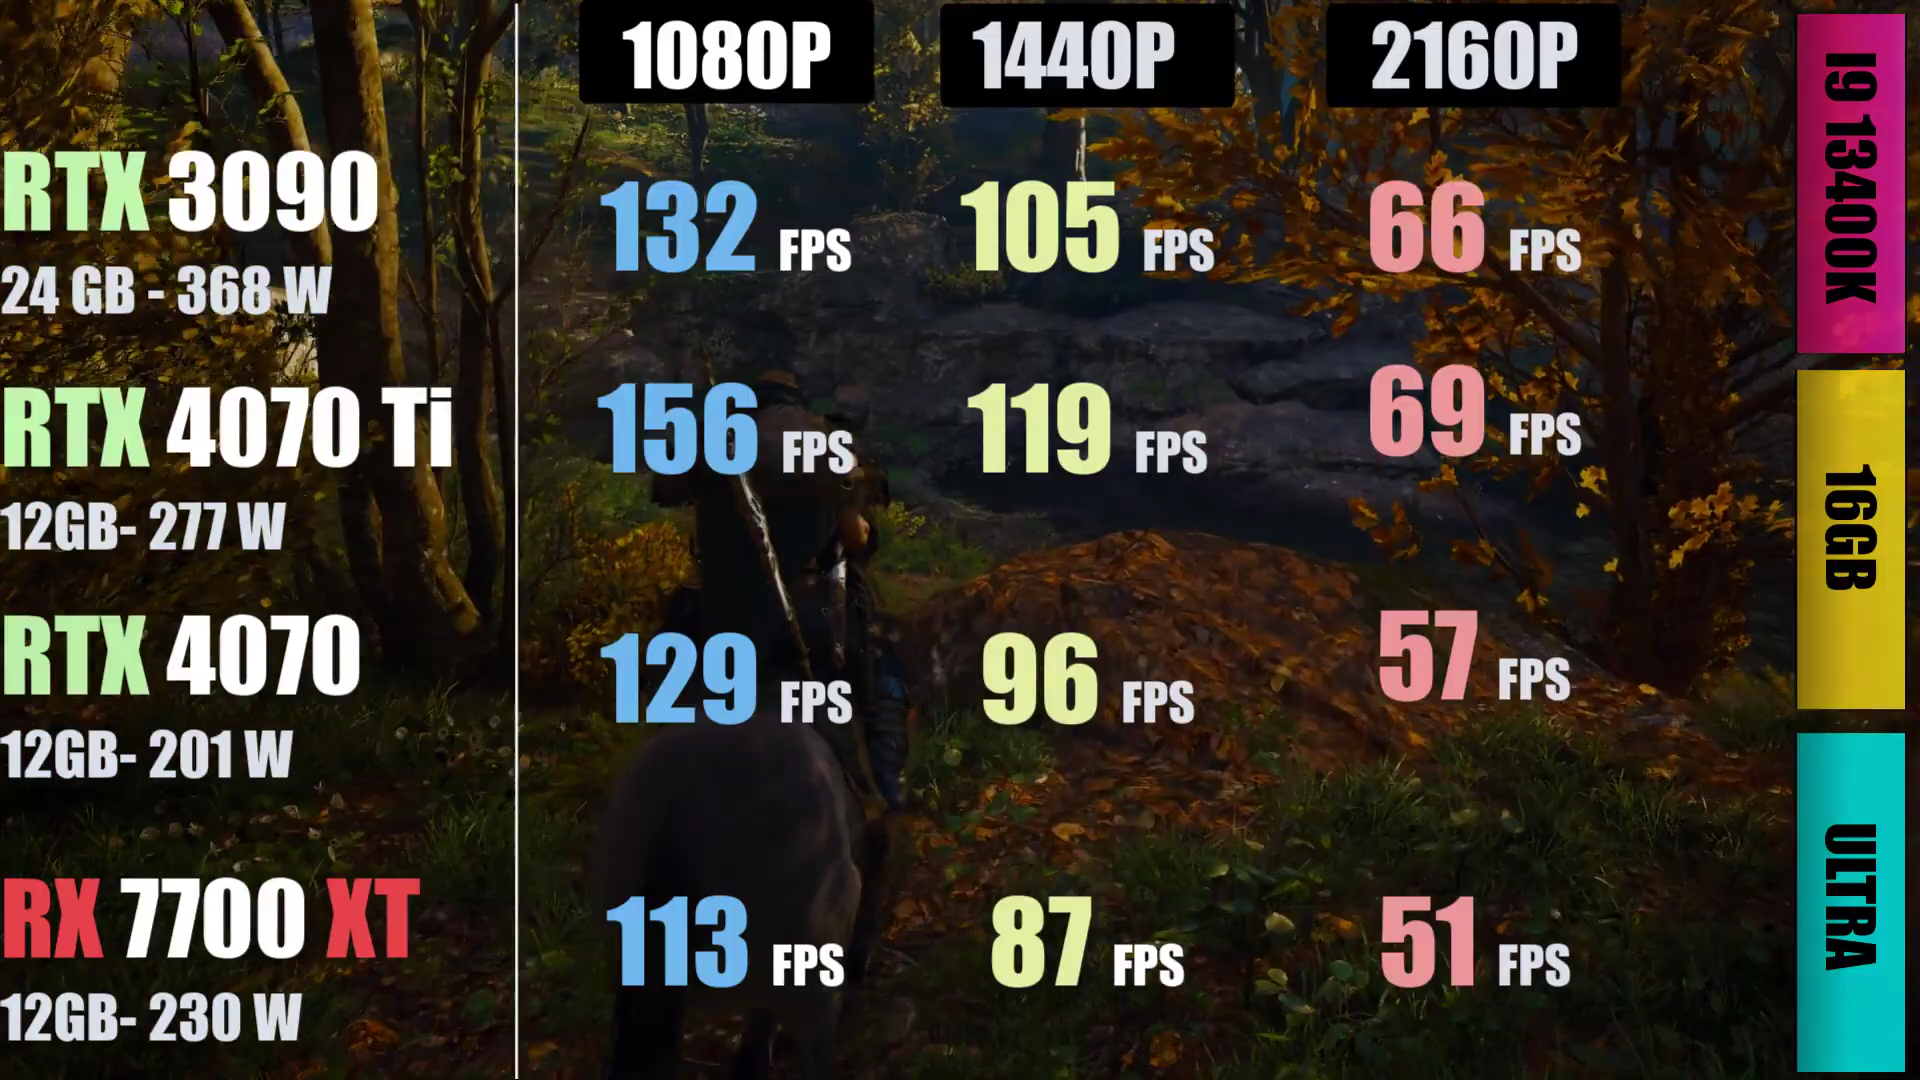 1080P 1440P 2160P
RTX 3090 132 FPS 105 FPS 66 FPS
24 GB - 368 W
RTX 4070 Ti 156 FPS 119 FPS 69 FPS
12GB- 277 W
RTX 4070 129 FPS 96 FPS 57 FPS
12GB- 201 W
RX 7700 XT 113 FPS 87 FPS 51 FPS
12GB- 230 W
I9 13400K
16GB
ULTRA